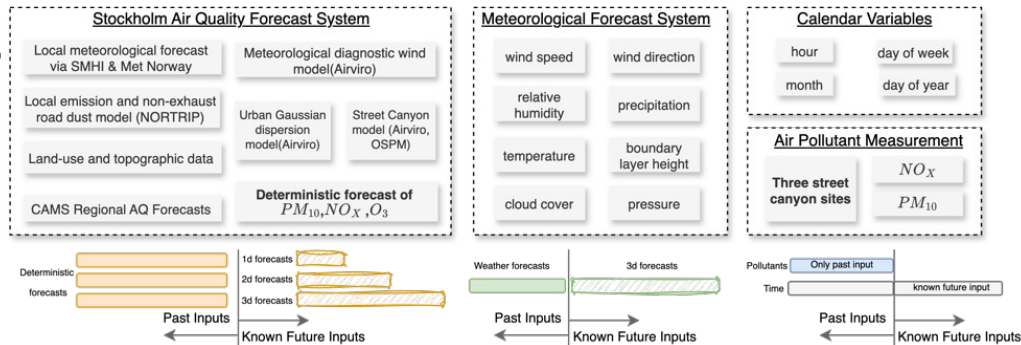 Stockholm Air Quality Forecast System
Local meteorological forecast
via SMHI & Met Norway
Meteorological diagnostic wind
model(Airviro)
Local emission and non-exhaust
road dust model (NORTRIP)
Urban Gaussian
dispersion
model(Airviro)
Street Canyon
model (Airviro,
OSPM)
Land-use and topographic data
CAMS Regional AQ Forecasts
Deterministic forecast of
PM₁₀,NOₓ,O₃
Deterministic
forecasts
1d forecasts
2d forecasts
3d forecasts
Past Inputs
Known Future Inputs
Meteorological Forecast System
wind speed
wind direction
relative
humidity
precipitation
temperature
boundary
layer height
cloud cover
pressure
Weather forecasts
3d forecasts
Past Inputs
Known Future Inputs
Calendar Variables
hour
day of week
month
day of year
Air Pollutant Measurement
Three street
canyon sites
NOₓ
PM₁₀
Pollutants
Only past input
Time
known future input
Past Inputs
Known Future Inputs